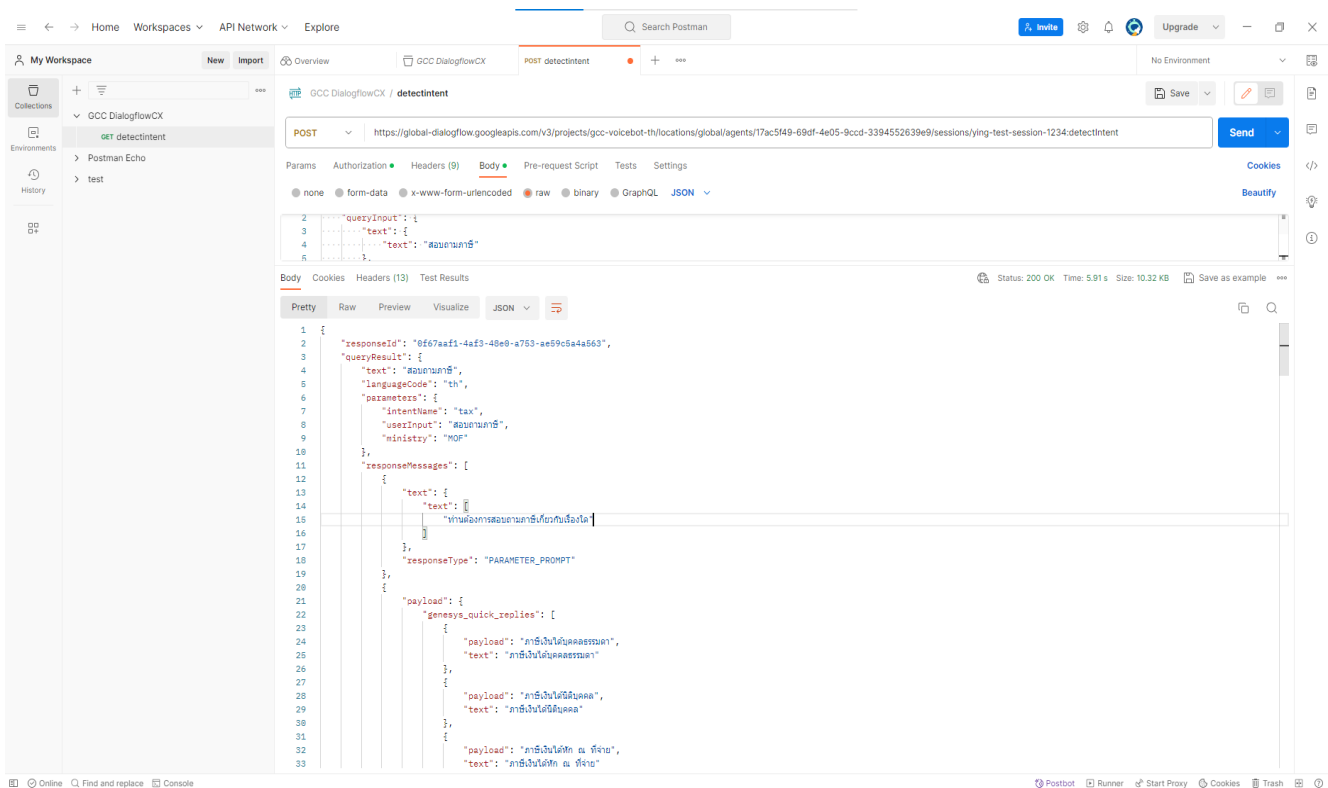 Home Workspaces API Network Explore
Search Postman
Invite Upgrade
My Workspace New Import
Overview GCC DialogflowCX POST detectintent No Environment
Collections
GCC DialogflowCX
GET detectintent
Environments
Postman Echo
History
test
HTTP GCC DialogflowCX / detectintent Save
POST https://global-dialogflow.googleapis.com/v3/projects/gcc-voicebot-th/locations/global/agents/17ac5f49-69df-4e05-9ccd-3394552639e9/sessions/ying-test-session-1234:detectIntent Send
Params Authorization Headers (9) Body Pre-request Script Tests Settings Cookies
none form-data x-www-form-urlencoded raw binary GraphQL JSON Beautify
2 "queryInput": {
3 "text": {
4 "text": "สอบถามภาษี"
5 },
Body Cookies Headers (13) Test Results Status: 200 OK Time: 5.91 s Size: 10.32 KB Save as example
Pretty Raw Preview Visualize JSON
1 {
2 "responseId": "0f67aaf1-4af3-48e0-a753-ae59c5a4a563",
3 "queryResult": {
4 "text": "สอบถามภาษี",
5 "languageCode": "th",
6 "parameters": {
7 "intentName": "tax",
8 "userInput": "สอบถามภาษี",
9 "ministry": "MOF"
10 },
11 "responseMessages": [
12 {
13 "text": {
14 "text": [
15 "ท่านต้องการสอบถามภาษีเกี่ยวกับเรื่องใด"
16 ]
17 },
18 "responseType": "PARAMETER_PROMPT"
19 },
20 {
21 "payload": {
22 "genesys_quick_replies": [
23 {
24 "payload": "ภาษีเงินได้บุคคลธรรมดา",
25 "text": "ภาษีเงินได้บุคคลธรรมดา"
26 },
27 {
28 "payload": "ภาษีเงินได้นิติบุคคล",
29 "text": "ภาษีเงินได้นิติบุคคล"
30 },
31 {
32 "payload": "ภาษีเงินได้หัก ณ ที่จ่าย",
33 "text": "ภาษีเงินได้หัก ณ ที่จ่าย"
Online Find and replace Console Postbot Runner Start Proxy Cookies Trash